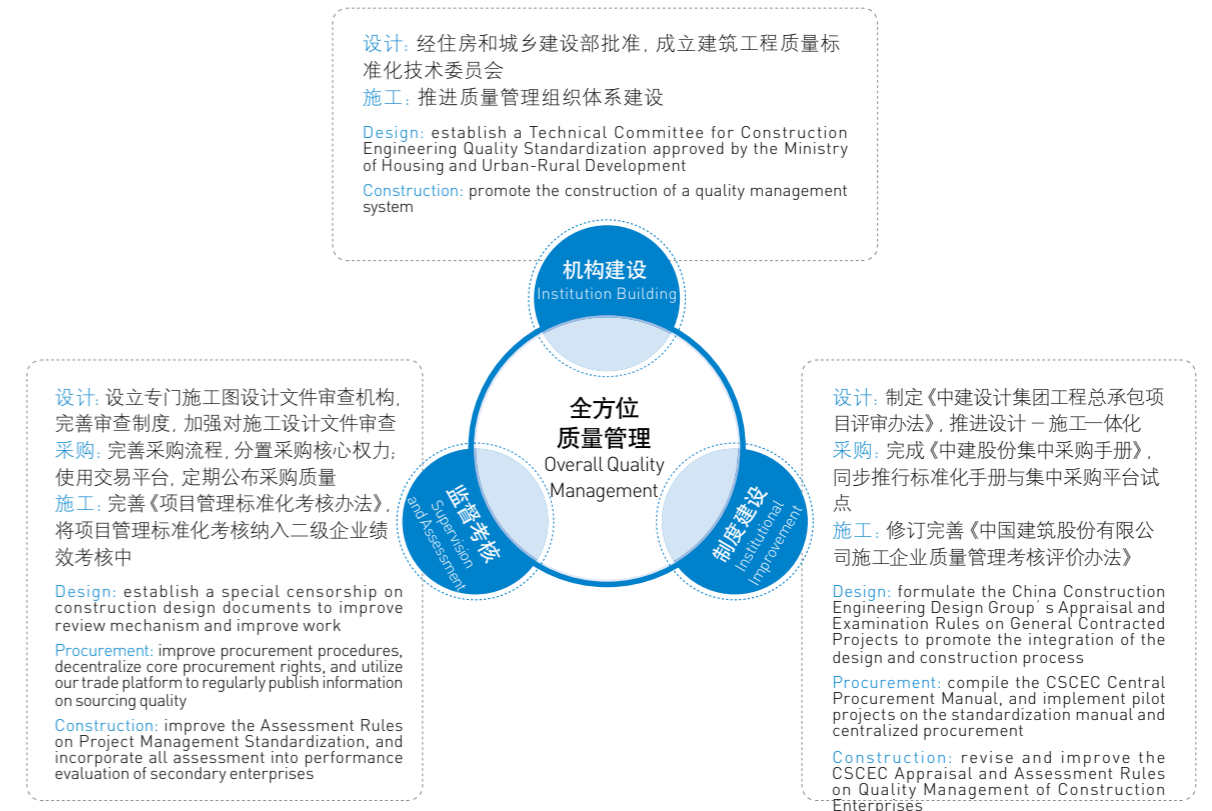 设计: 经住房和城乡建设部批准, 成立建筑工程质量标
准化技术委员会
施工: 推进质量管理组织体系建设
Design: establish a Technical Committee for Construction
Engineering Quality Standardization approved by the Ministry
of Housing and Urban-Rural Development
Construction: promote the construction of a quality management
system
机构建设
Institution Building
全方位
质量管理
Overall Quality
Management
监督考核
Supervision
and Assessment
制度建设
Institutional
Improvement
设计: 设立专门施工图设计文件审查机构,
完善审查制度, 加强对施工设计文件审查
采购: 完善采购流程, 分置采购核心权力;
使用交易平台, 定期公布采购质量
施工: 完善《项目管理标准化考核办法》,
将项目管理标准化考核纳入二级企业绩
效考核中
Design: establish a special censorship on
construction design documents to improve
review mechanism and improve work
Procurement: improve procurement procedures,
decentralize core procurement rights, and utilize
our trade platform to regularly publish information
on sourcing quality
Construction: improve the Assessment Rules
on Project Management Standardization, and
incorporate all assessment into performance
evaluation of secondary enterprises
设计: 制定《中建设计集团工程总承包项
目评审办法》, 推进设计 – 施工一体化
采购: 完成《中建股份集中采购手册》,
同步推行标准化手册与集中采购平台试
点
施工: 修订完善《中国建筑股份有限公
司施工企业质量管理考核评价办法》
Design: formulate the China Construction
Engineering Design Group´s Appraisal and
Examination Rules on General Contracted
Projects to promote the integration of the
design and construction process
Procurement: compile the CSCEC Central
Procurement Manual, and implement pilot
projects on the standardization manual and
centralized procurement
Construction: revise and improve the
CSCEC Appraisal and Assessment Rules
on Quality Management of Construction
Enterprises